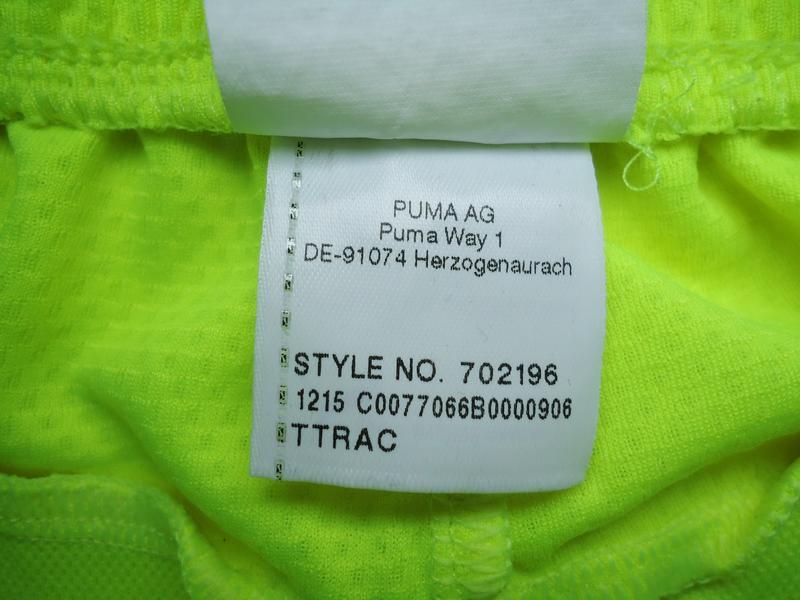 PUMA AG
Puma Way 1
DE-91074 Herzogenaurach
STYLE NO. 702196
1215 C0077066B0000906
TTRAC